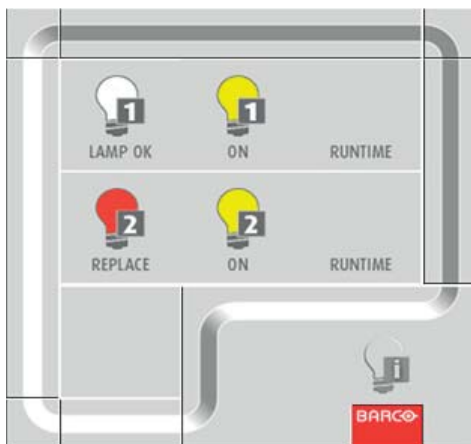 1 1
LAMP OK ON RUNTIME
2 2
REPLACE ON RUNTIME
i
BARCO